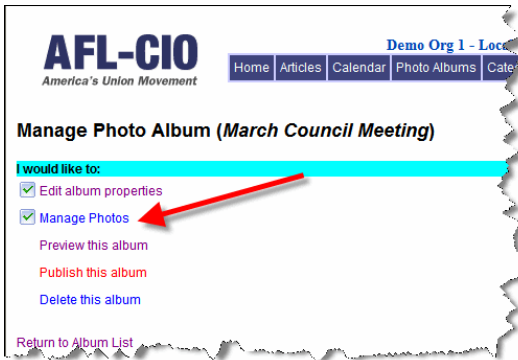 AFL-CIO
America's Union Movement
Demo Org 1 -
Home Articles Calendar Photo Albums
Manage Photo Album (March Council Meeting)
I would like to:
Edit album properties
Manage Photos
Preview this album
Publish this album
Delete this album
Return to Album List